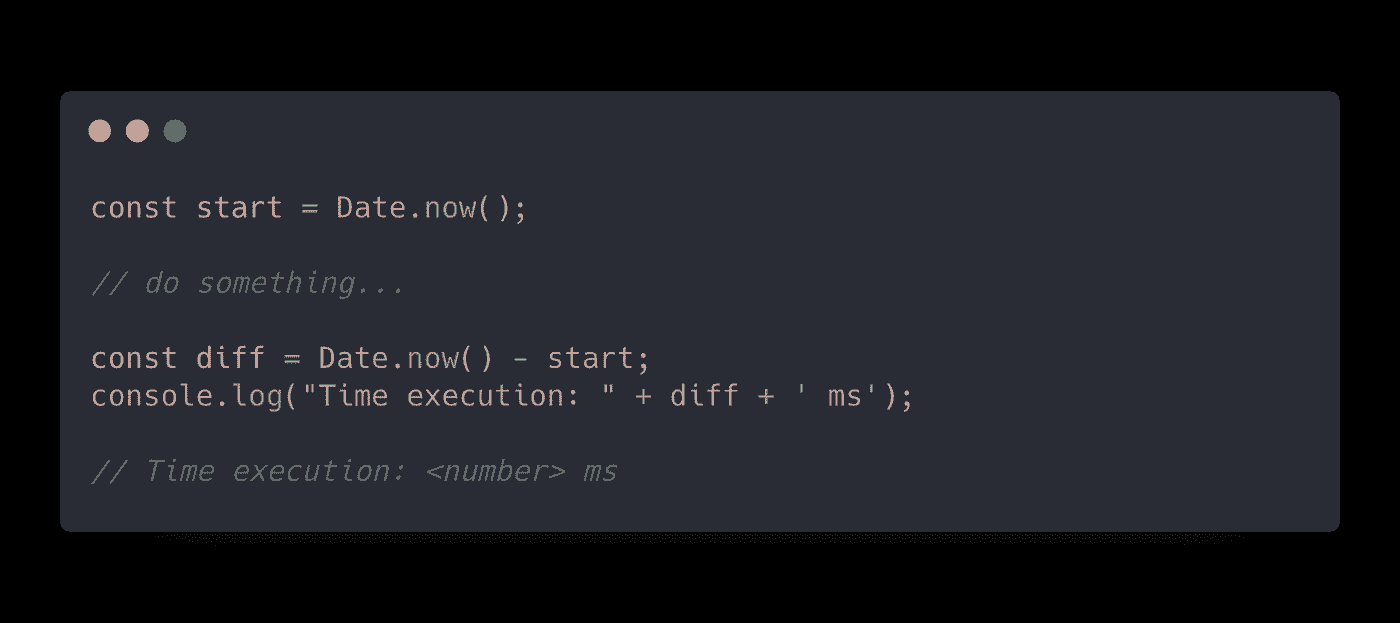 const start = Date.now();
// do something...
const diff = Date.now() - start;
console.log("Time execution: " + diff + ' ms');
// Time execution: <number> ms